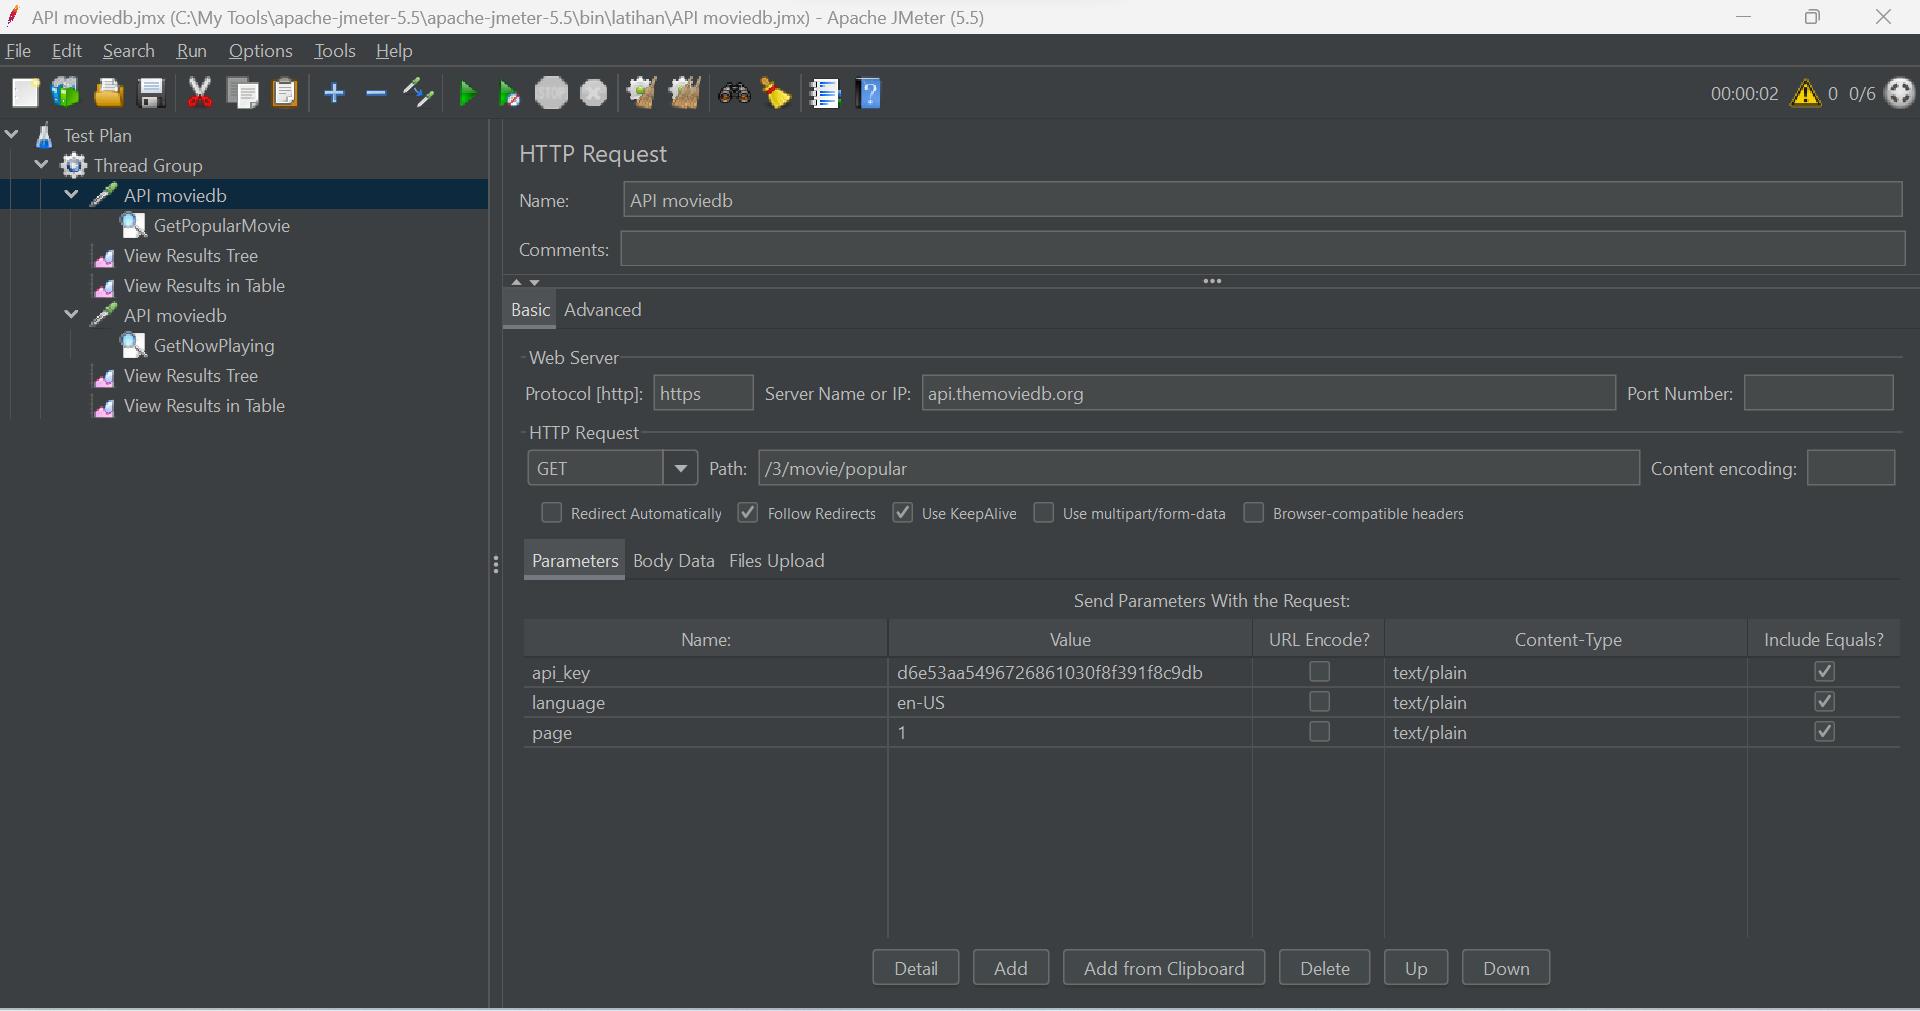 API moviedb.jmx (C:\My Tools\apache-jmeter-5.5\apache-jmeter-5.5\bin\latihan\API moviedb.jmx) - Apache JMeter (5.5)
File Edit Search Run Options Tools Help
STOP ? 00:00:02 0 0/6
Test Plan
Thread Group
API moviedb
GetPopularMovie
View Results Tree
View Results in Table
API moviedb
GetNowPlaying
View Results Tree
View Results in Table
HTTP Request
Name: API moviedb
Comments:
Basic Advanced
Web Server
Protocol [http]: https Server Name or IP: api.themoviedb.org Port Number:
HTTP Request
GET Path: /3/movie/popular Content encoding:
Redirect Automatically Follow Redirects Use KeepAlive Use multipart/form-data Browser-compatible headers
Parameters Body Data Files Upload
Send Parameters With the Request:
Name: Value URL Encode? Content-Type Include Equals?
api_key d6e53aa5496726861030f8f391f8c9db text/plain
language en-US text/plain
page 1 text/plain
Detail Add Add from Clipboard Delete Up Down